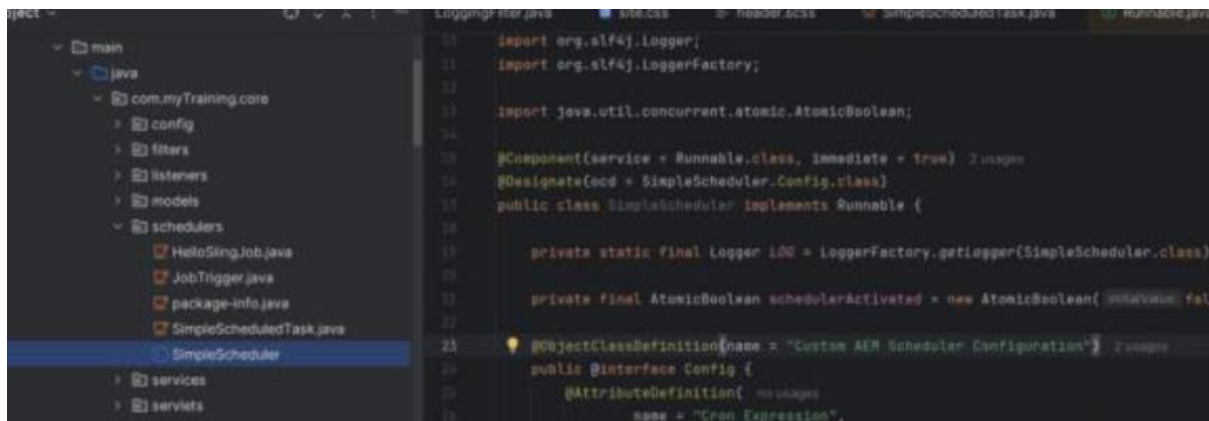 ject
main
java
com.myTraining.core
config
filters
listeners
models
schedulers
HelloSlingJob.java
JobTrigger.java
package-info.java
SimpleScheduledTask.java
SimpleScheduler
services
servlets
LoggingFilter.java site.css header.scss SimpleScheduledTask.java Runnable.java
import org.slf4j.Logger;
11 import org.slf4j.LoggerFactory;
import java.util.concurrent.atomic.AtomicBoolean;
@Component(service = Runnable.class, immediate = true) 2 usages
@Designate(ocd = SimpleScheduler.Config.class)
public class SimpleScheduler implements Runnable {
private static final Logger LOG = LoggerFactory.getLogger(SimpleScheduler.class)
private final AtomicBoolean schedulerActivated = new AtomicBoolean( initialValue: fal
23 @ObjectClassDefinition(name = "Custom AEM Scheduler Configuration") 2 usages
public @interface Config {
@AttributeDefinition( no usages
name = "Cron Expression",